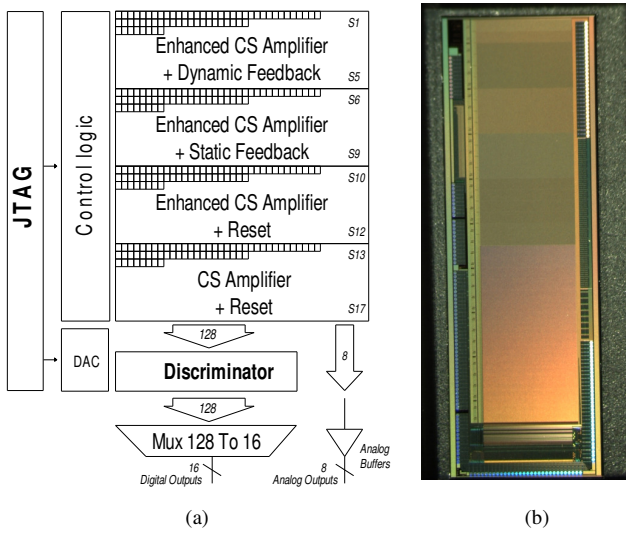 JTAG
Control logic
S1
Enhanced CS Amplifier
+ Dynamic Feedback
S5
S6
Enhanced CS Amplifier
+ Static Feedback
S9
S10
Enhanced CS Amplifier
+ Reset
S12
S13
CS Amplifier
+ Reset
S17
128
8
DAC
Discriminator
128
Mux 128 To 16
Analog
Buffers
16
Digital Outputs
8
Analog Outputs
(a)
(b)